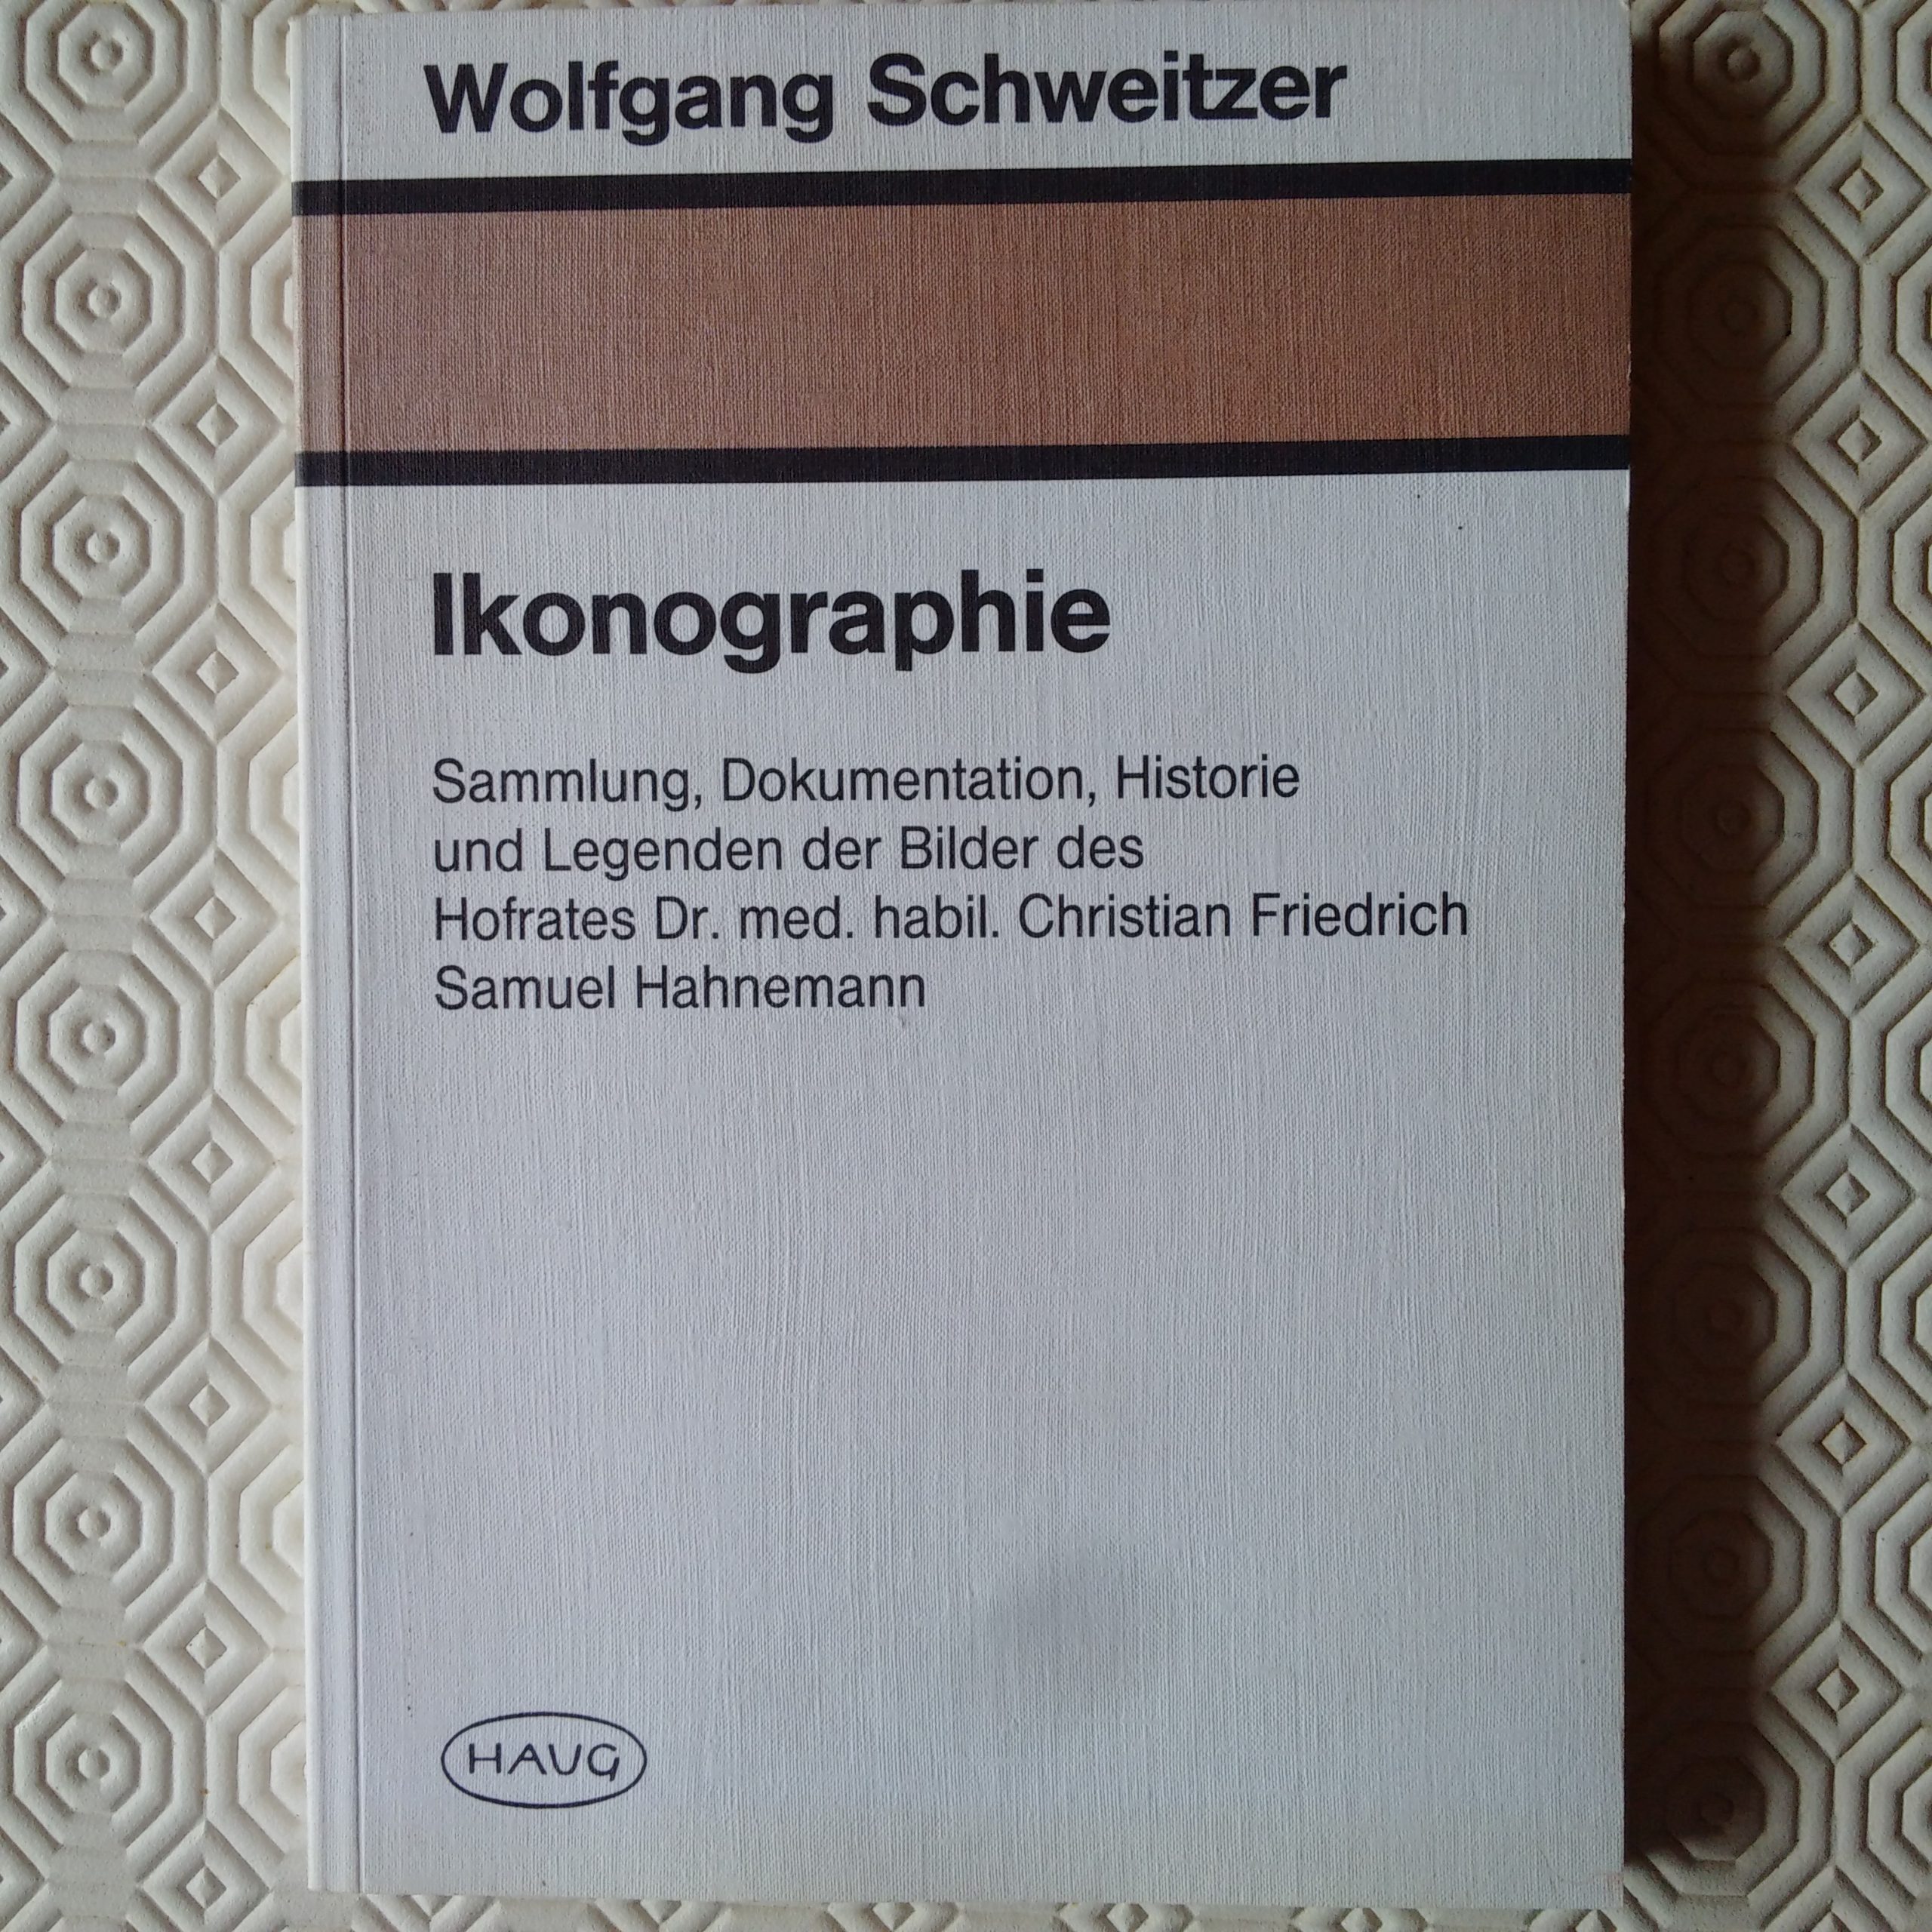 Wolfgang Schweitzer
Ikonographie
Sammlung, Dokumentation, Historie
und Legenden der Bilder des
Hofrates Dr. med. habil. Christian Friedrich
Samuel Hahnemann
HAUG